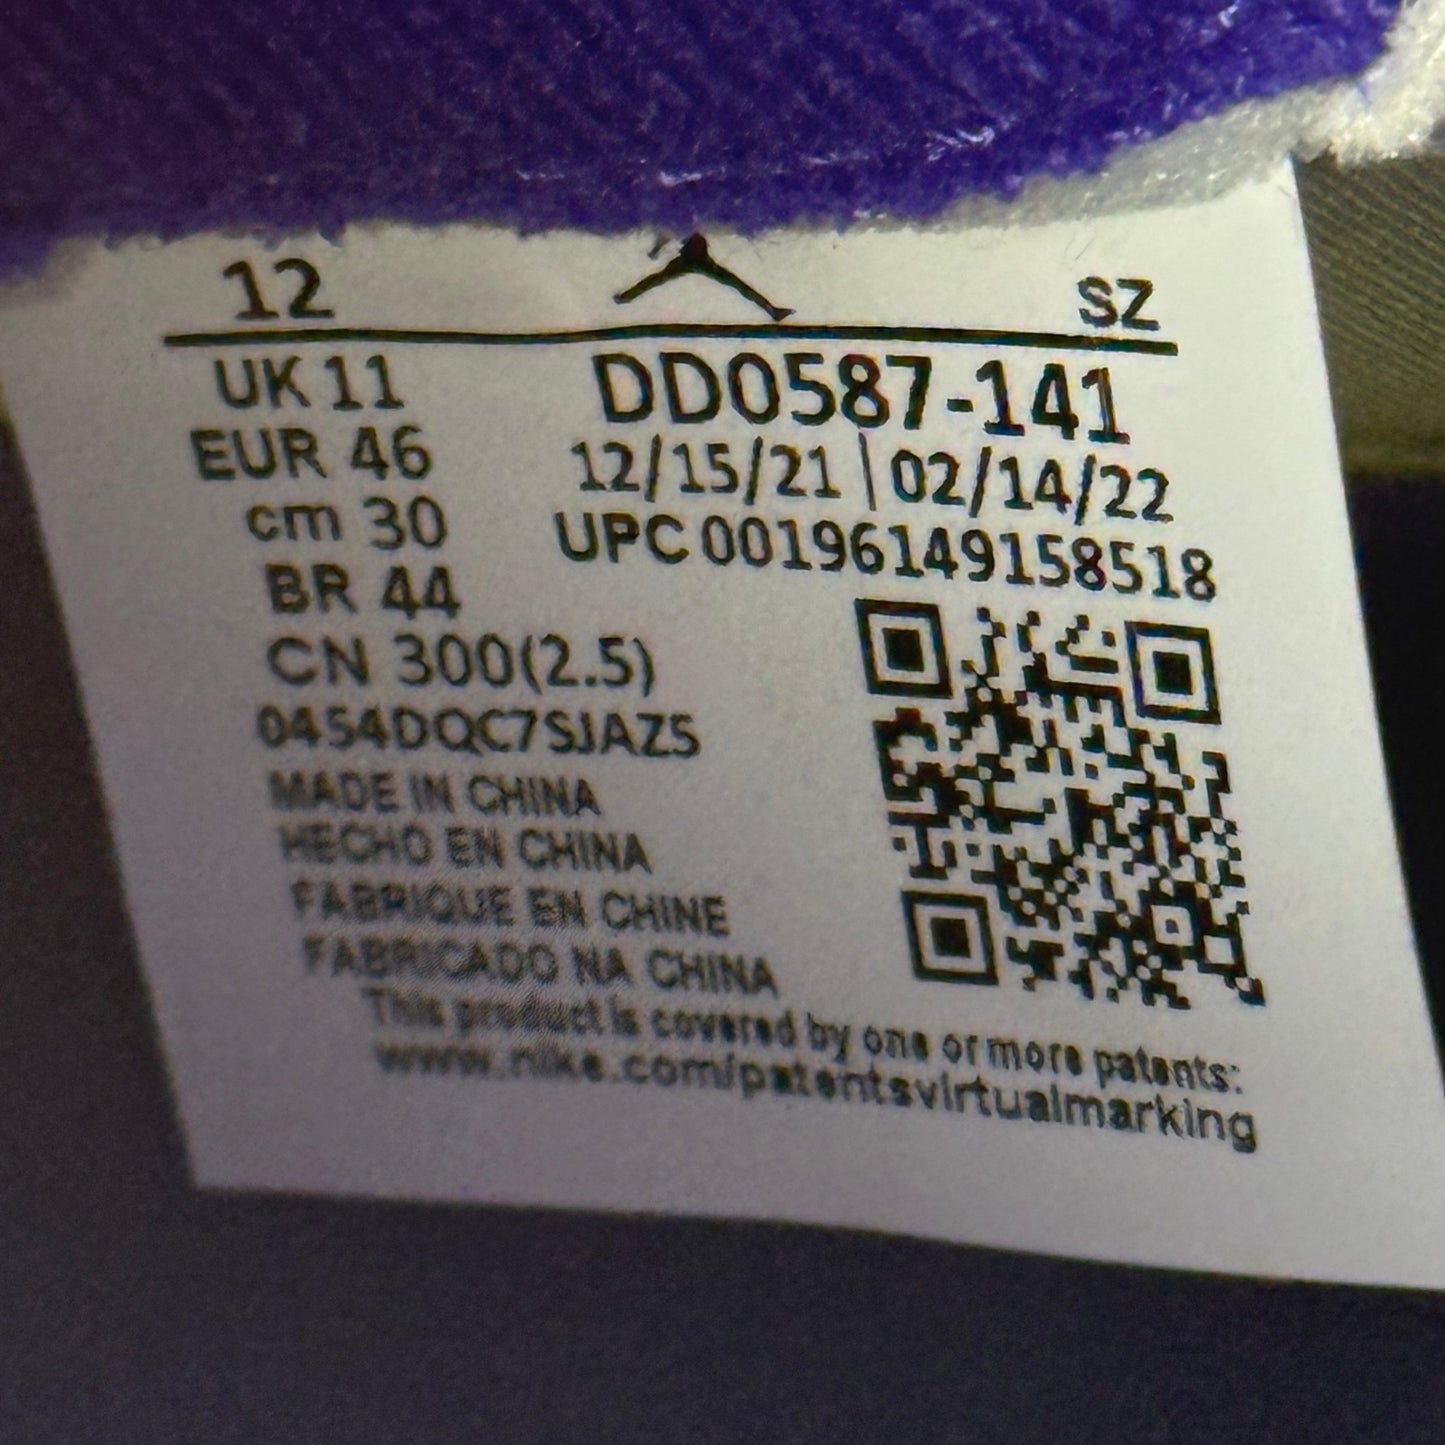 12 SZ
UK 11 DD0587-141
EUR 46 12/15/21 | 02/14/22
cm 30 UPC 00196149158518
BR 44
CN 300(2.5)
0454DQC7SJAZ5
MADE IN CHINA
HECHO EN CHINA
FABRIQUE EN CHINE
FABRICADO NA CHINA
This product is covered by one or more patents:
www.nike.com/patentsvirtualmarking